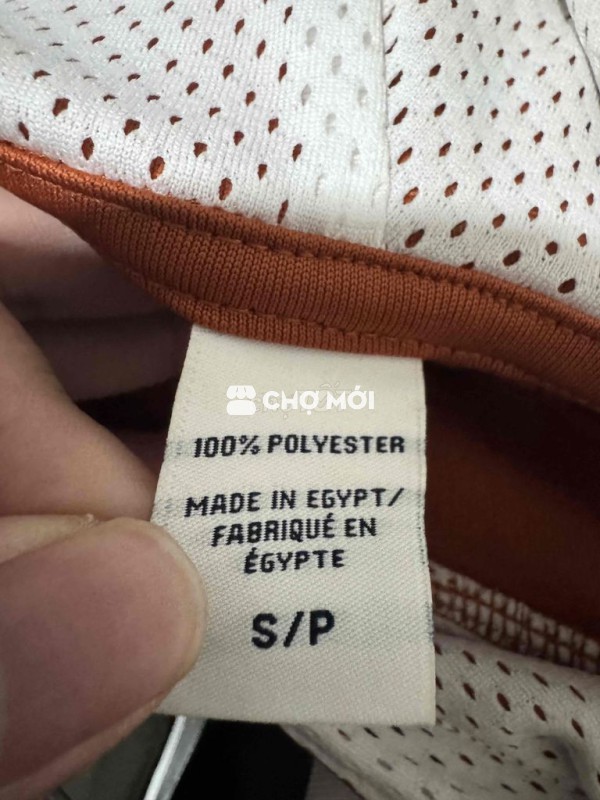 CHỢ MỚI
100% POLYESTER
MADE IN EGYPT/
FABRIQUÉ EN
ÉGYPTE
S/P